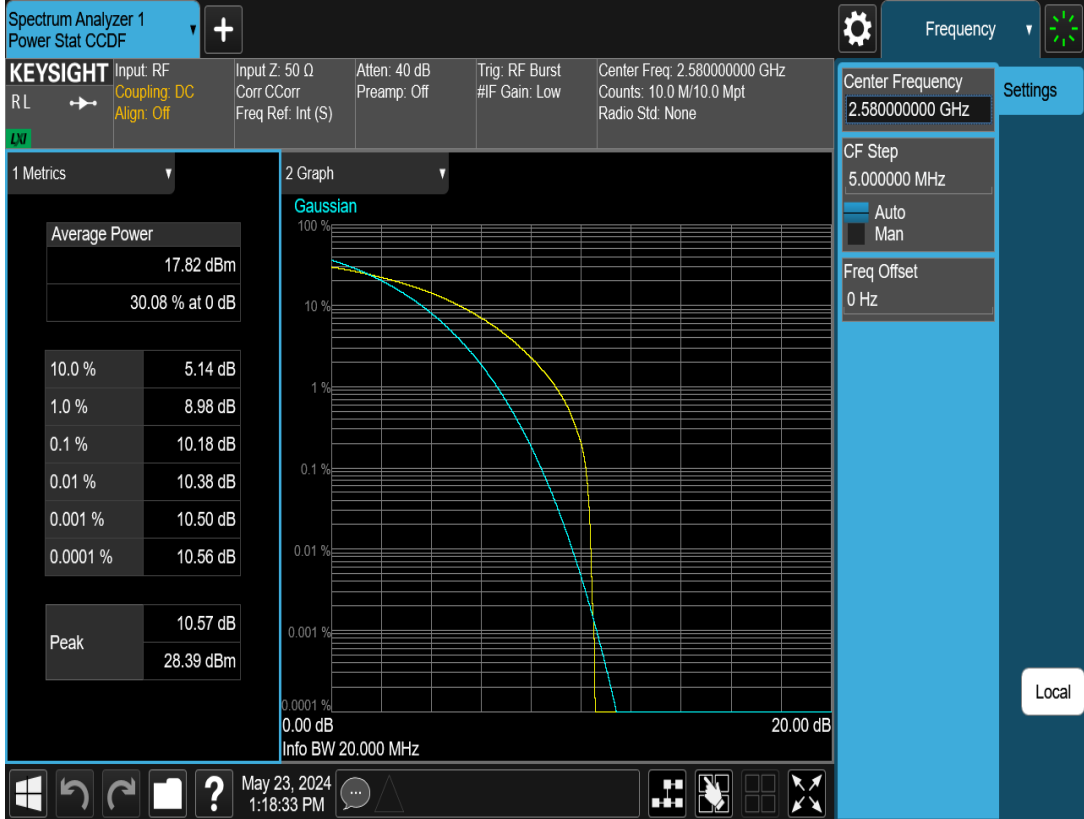 Spectrum Analyzer 1
Power Stat CCDF
+
Frequency
KEYSIGHT
RL
LXI
Input: RF
Coupling: DC
Align: Off
Input Z: 50 Ω
Corr CCorr
Freq Ref: Int (S)
Atten: 40 dB
Preamp: Off
Trig: RF Burst
#IF Gain: Low
Center Freq: 2.580000000 GHz
Counts: 10.0 M/10.0 Mpt
Radio Std: None
Center Frequency
2.580000000 GHz
Settings
CF Step
5.000000 MHz
Auto
Man
Freq Offset
0 Hz
Local
1 Metrics
Average Power
17.82 dBm
30.08 % at 0 dB
10.0 % 5.14 dB
1.0 % 8.98 dB
0.1 % 10.18 dB
0.01 % 10.38 dB
0.001 % 10.50 dB
0.0001 % 10.56 dB
Peak 10.57 dB
28.39 dBm
2 Graph
Gaussian
100 %
10 %
1 %
0.1 %
0.01 %
0.001 %
0.0001 %
0.00 dB 20.00 dB
Info BW 20.000 MHz
?
May 23, 2024
1:18:33 PM